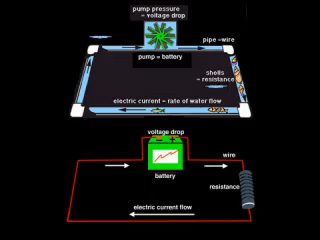 pump pressure
= voltage drop
pipe =wire
pump = battery
shells
= resistance
electric current = rate of water flow
voltage drop
wire
battery
resistance
electric current flow